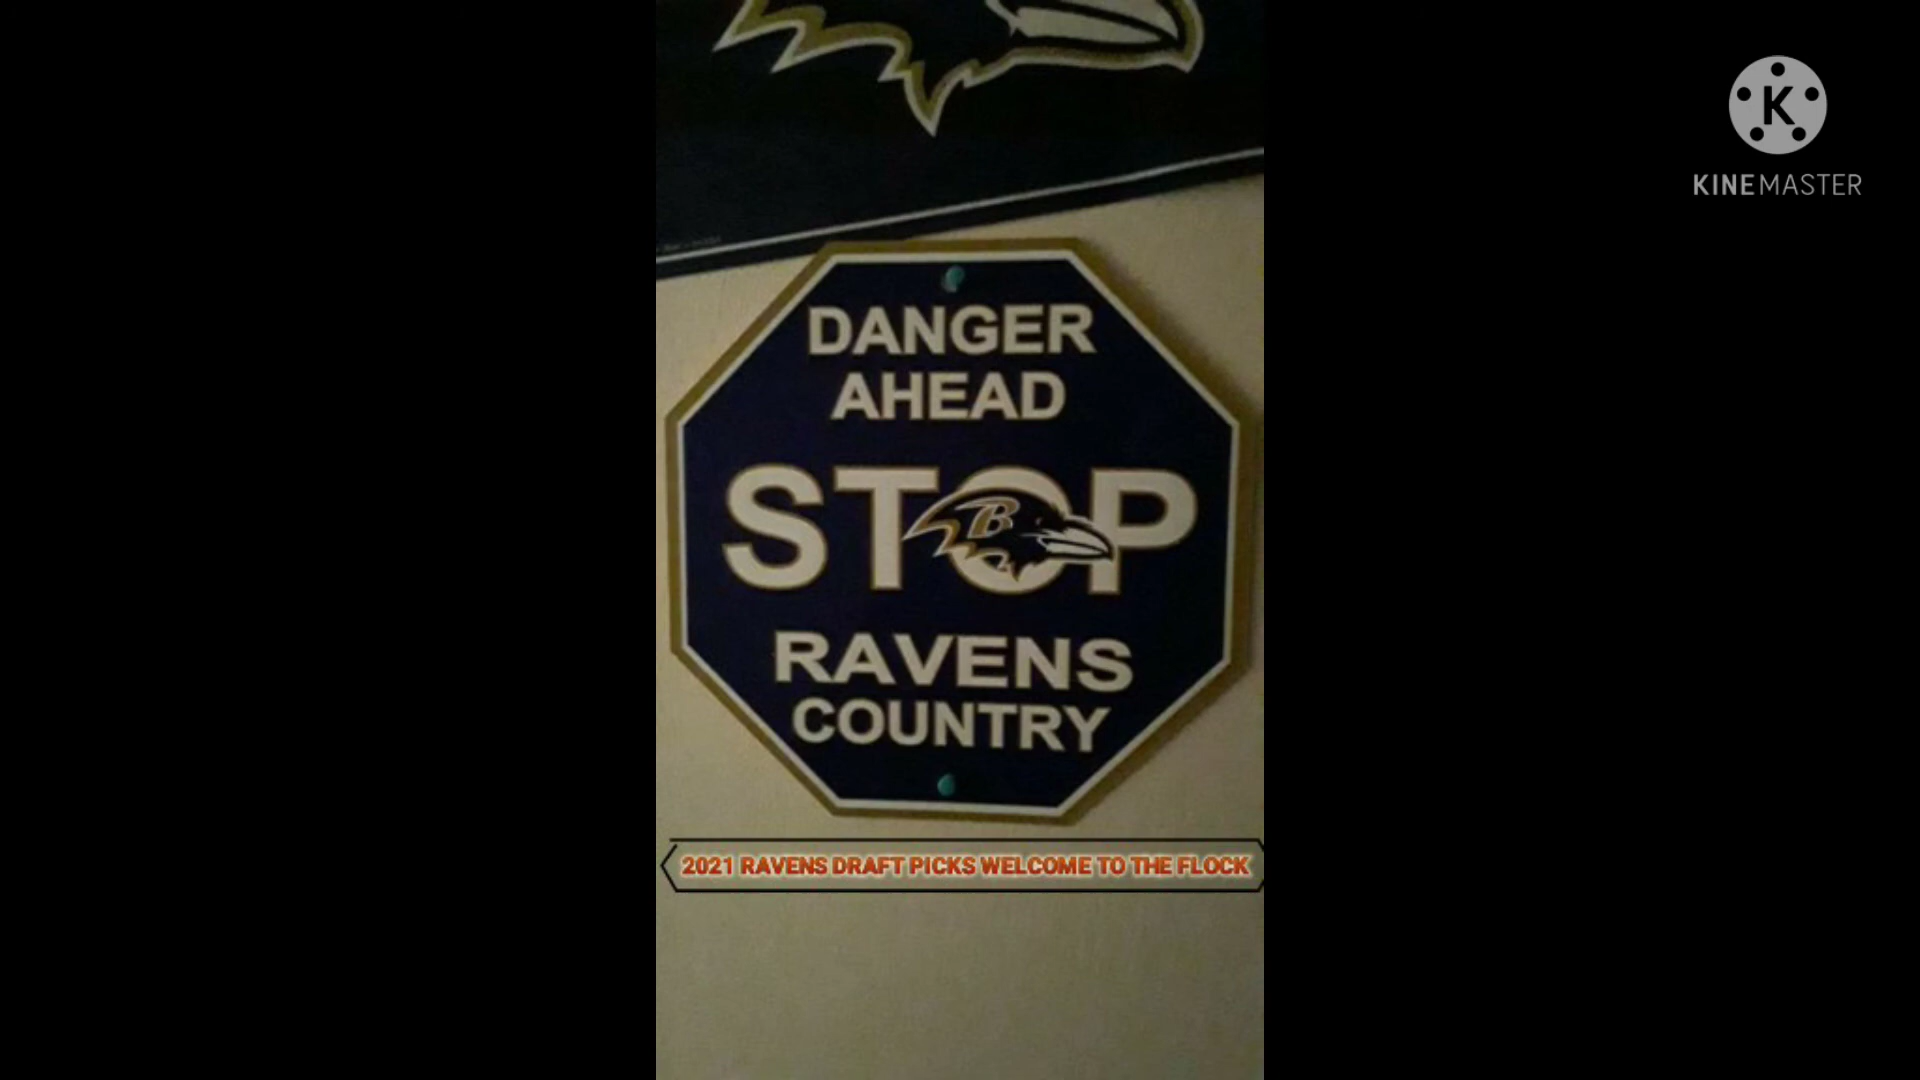 KINEMASTER
DANGER
AHEAD
STOP
RAVENS
COUNTRY
2021 RAVENS DRAFT PICKS WELCOME TO THE FLOCK